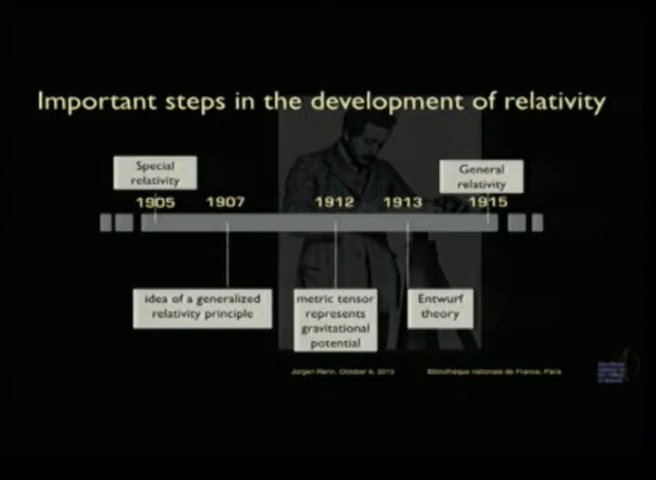 Important steps in the development of relativity
Special
relativity
General
relativity
1905
1907
1912
1913
1915
idea of a generalized
relativity principle
metric tensor
represents
gravitational
potential
Entwurf
theory
Jürgen Renn, October 6, 2015
Bibliothèque nationale de France, Paris